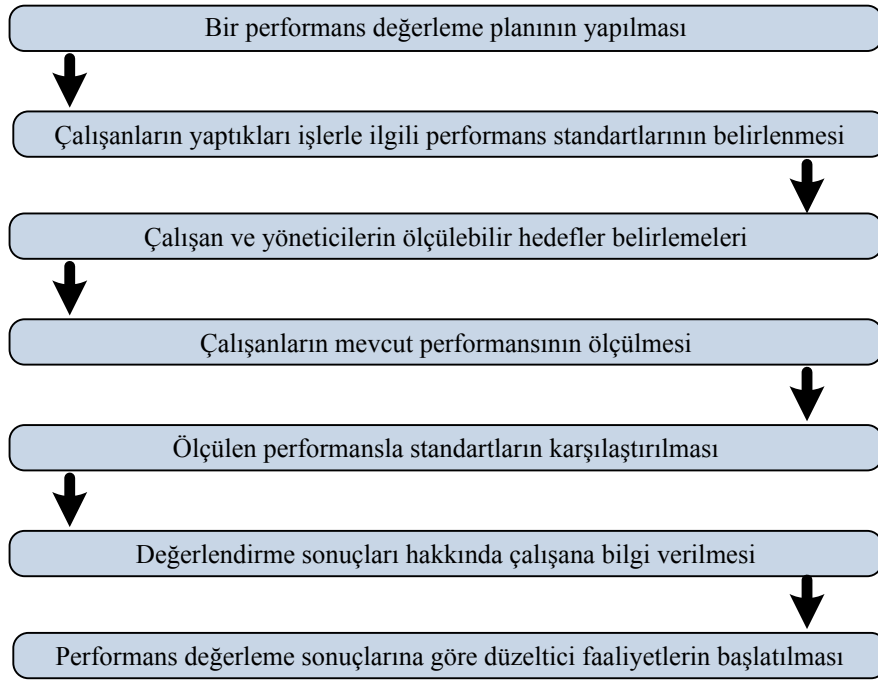 Bir performans değerleme planının yapılması
Çalışanların yaptıkları işlerle ilgili performans standartlarının belirlenmesi
Çalışan ve yöneticilerin ölçülebilir hedefler belirlemeleri
Çalışanların mevcut performansının ölçülmesi
Ölçülen performansla standartların karşılaştırılması
Değerlendirme sonuçları hakkında çalışana bilgi verilmesi
Performans değerleme sonuçlarına göre düzeltici faaliyetlerin başlatılması